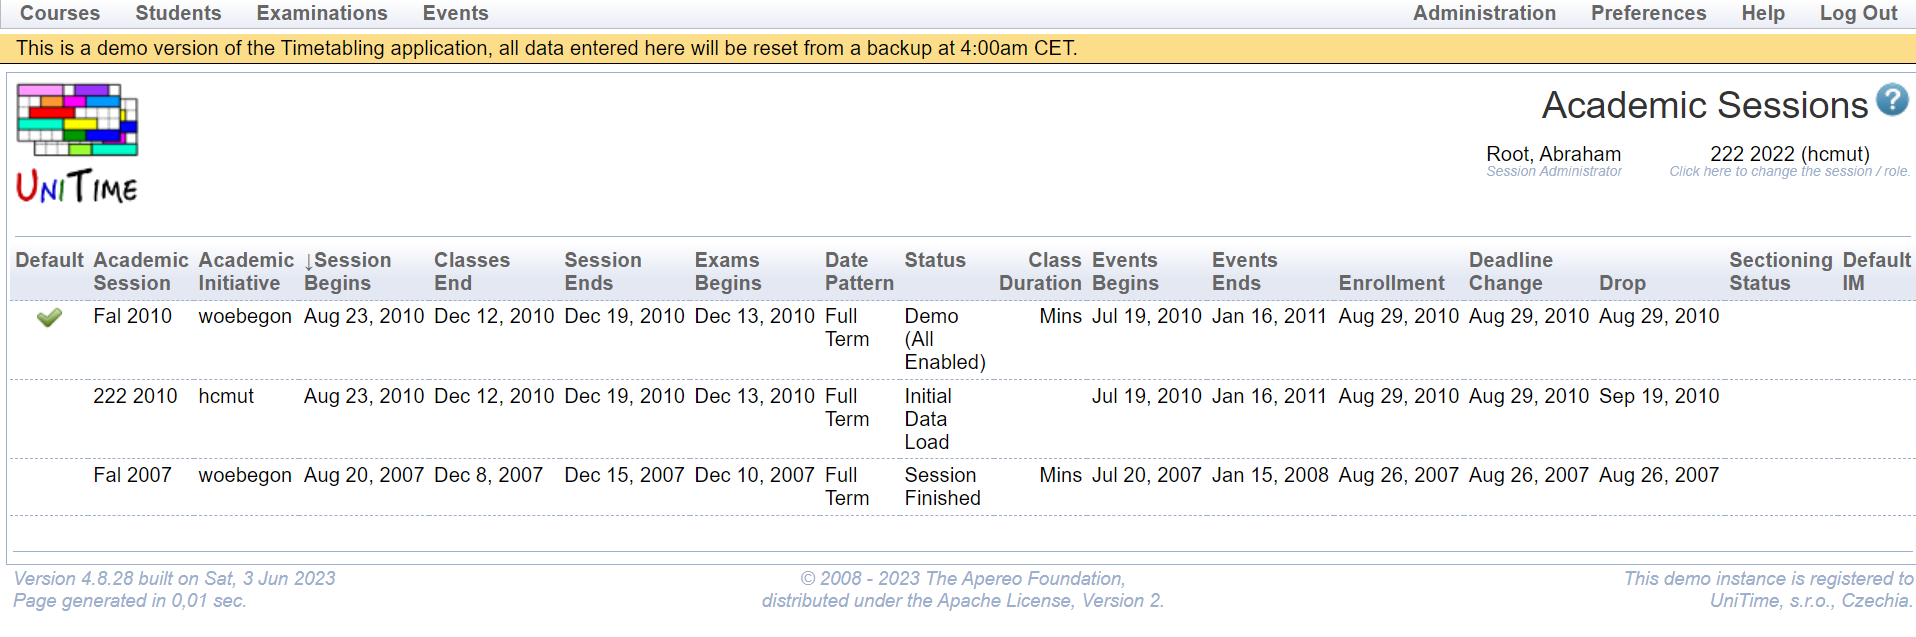 Courses Students Examinations Events Administration Preferences Help Log Out
This is a demo version of the Timetabling application, all data entered here will be reset from a backup at 4:00am CET.
UNITIME
Academic Sessions ?
Root, Abraham 222 2022 (hcmut)
Session Administrator Click here to change the session / role.
Default Academic Academic ↓Session Classes Session Exams Date Status Class Events Events Deadline Sectioning Default
Session Initiative Begins End Ends Begins Pattern Duration Begins Ends Enrollment Change Drop Status IM
Fal 2010 woebegon Aug 23, 2010 Dec 12, 2010 Dec 19, 2010 Dec 13, 2010 Full Demo Mins Jul 19, 2010 Jan 16, 2011 Aug 29, 2010 Aug 29, 2010 Aug 29, 2010
Term (All
Enabled)
222 2010 hcmut Aug 23, 2010 Dec 12, 2010 Dec 19, 2010 Dec 13, 2010 Full Initial Jul 19, 2010 Jan 16, 2011 Aug 29, 2010 Aug 29, 2010 Sep 19, 2010
Term Data
Load
Fal 2007 woebegon Aug 20, 2007 Dec 8, 2007 Dec 15, 2007 Dec 10, 2007 Full Session Mins Jul 20, 2007 Jan 15, 2008 Aug 26, 2007 Aug 26, 2007 Aug 26, 2007
Term Finished
Version 4.8.28 built on Sat, 3 Jun 2023 © 2008 - 2023 The Apereo Foundation, This demo instance is registered to
Page generated in 0,01 sec. distributed under the Apache License, Version 2. UniTime, s.r.o., Czechia.